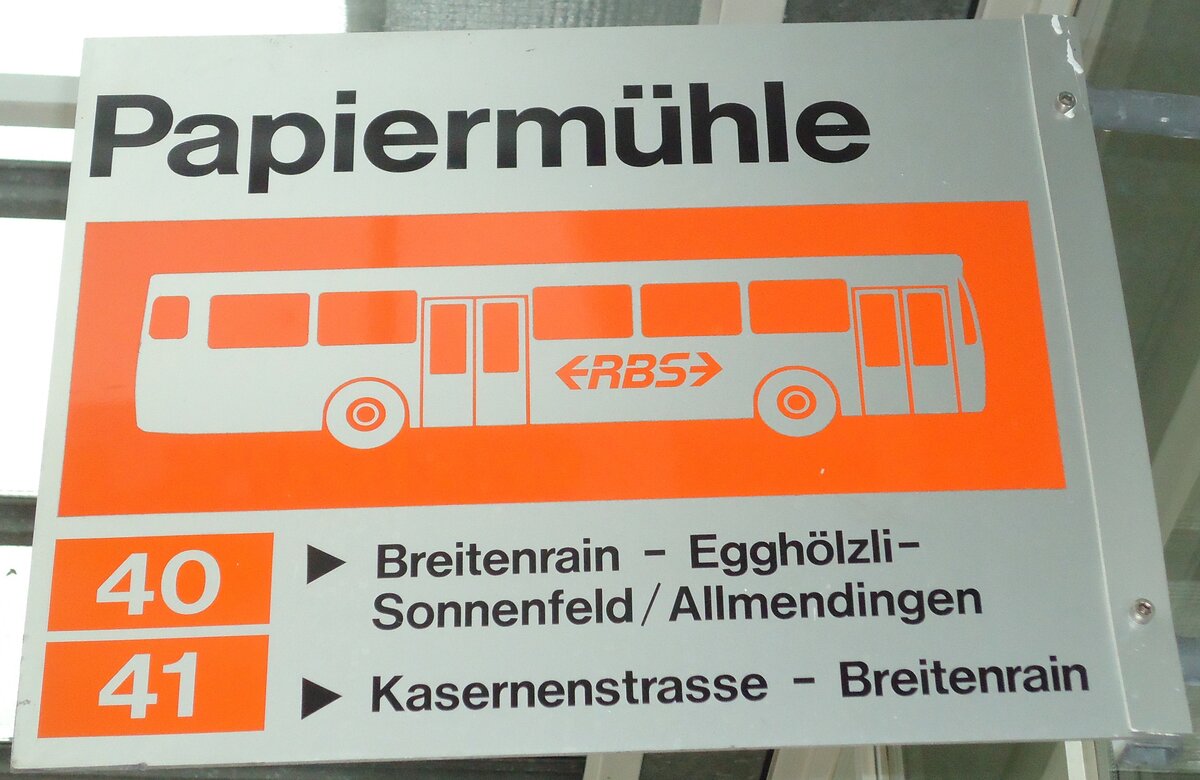 Papiermühle
RBS
40 Breitenrain - Egghölzli-
Sonnenfeld/Allmendingen
41 Kasernenstrasse - Breitenrain